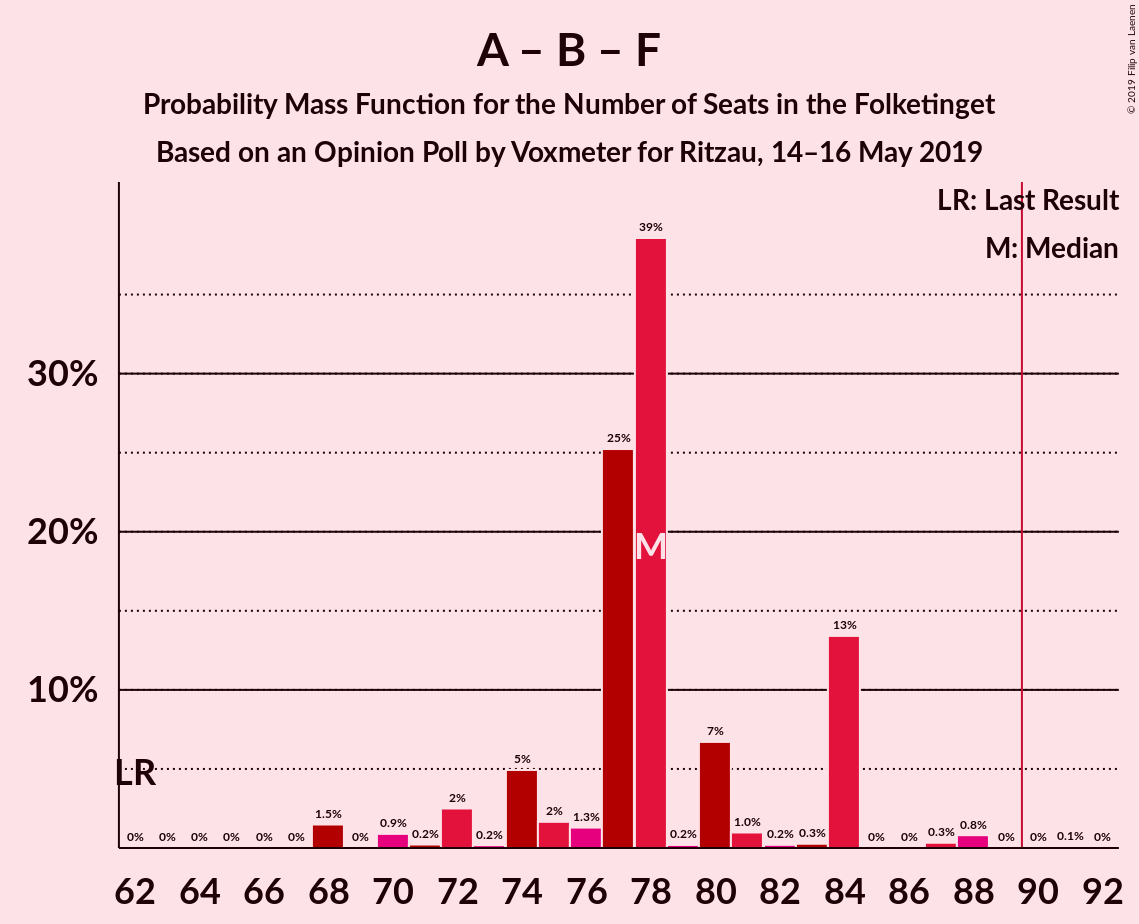 A – B – F
Probability Mass Function for the Number of Seats in the Folketinget
Based on an Opinion Poll by Voxmeter for Ritzau, 14–16 May 2019
© 2019 Filip van Laenen
LR: Last Result
M: Median
39%
30%
25%
M
20%
13%
10%
7%
5%
LR
0% 0% 0% 0% 0% 0% 1.5% 0% 0.9% 0.2% 2% 0.2% 2% 1.3% 0.2% 1.0% 0.2% 0.3% 0% 0% 0.3% 0.8% 0% 0% 0.1% 0%
62 64 66 68 70 72 74 76 78 80 82 84 86 88 90 92